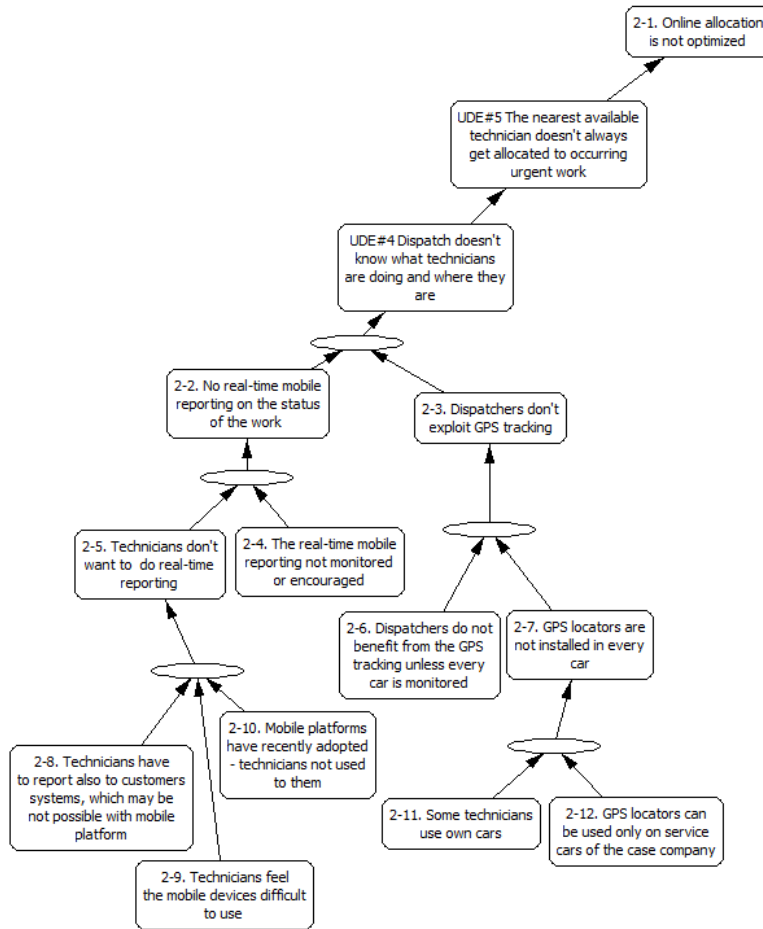 2-1. Online allocation
is not optimized
UDE#5 The nearest available
technician doesn't always
get allocated to occurring
urgent work
UDE#4 Dispatch doesn't
know what technicians
are doing and where they
are
2-2. No real-time mobile
reporting on the status
of the work
2-3. Dispatchers don't
exploit GPS tracking
2-5. Technicians don't
want to do real-time
reporting
2-4. The real-time mobile
reporting not monitored
or encouraged
2-6. Dispatchers do not
benefit from the GPS
tracking unless every
car is monitored
2-7. GPS locators are
not installed in every
car
2-8. Technicians have
to report also to customers
systems, which may be
not possible with mobile
platform
2-10. Mobile platforms
have recently adopted
- technicians not used
to them
2-9. Technicians feel
the mobile devices difficult
to use
2-11. Some technicians
use own cars
2-12. GPS locators can
be used only on service
cars of the case company